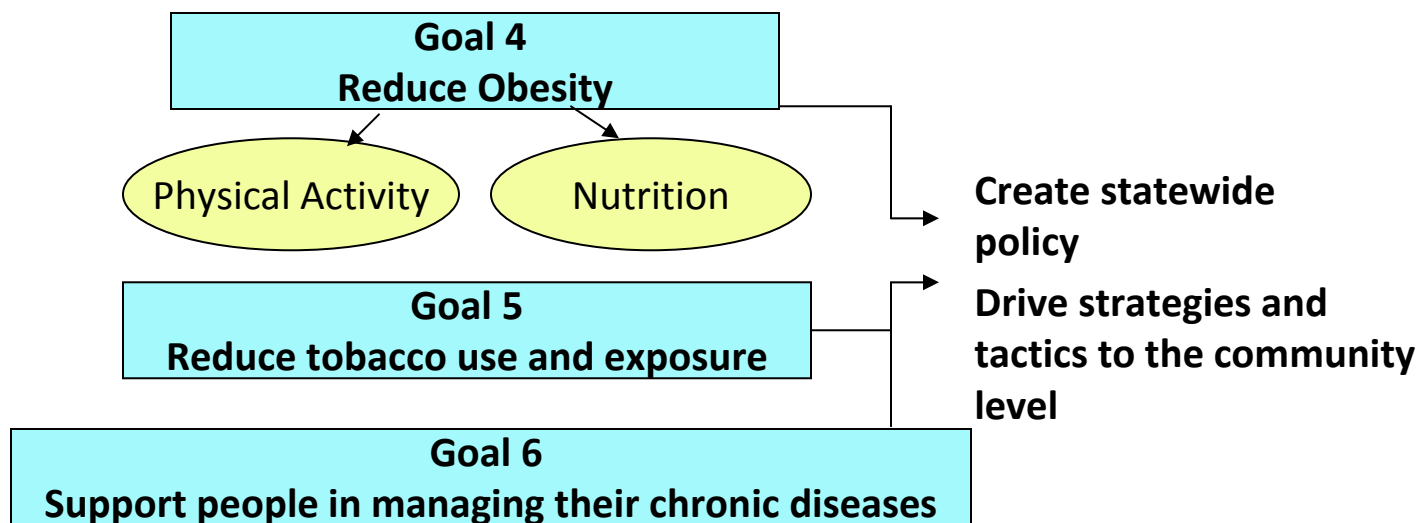 Goal 4
Reduce Obesity
Physical Activity
Nutrition
Create statewide
policy
Drive strategies and
tactics to the community
level
Goal 5
Reduce tobacco use and exposure
Goal 6
Support people in managing their chronic diseases